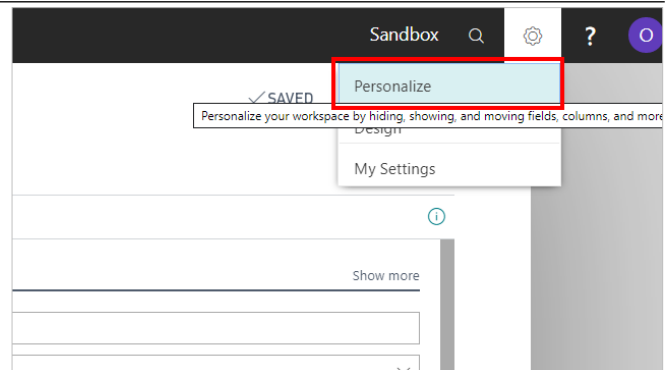 Sandbox ? O
Personalize
SAVED
Personalize your workspace by hiding, showing, and moving fields, columns, and more
Design
My Settings
Show more